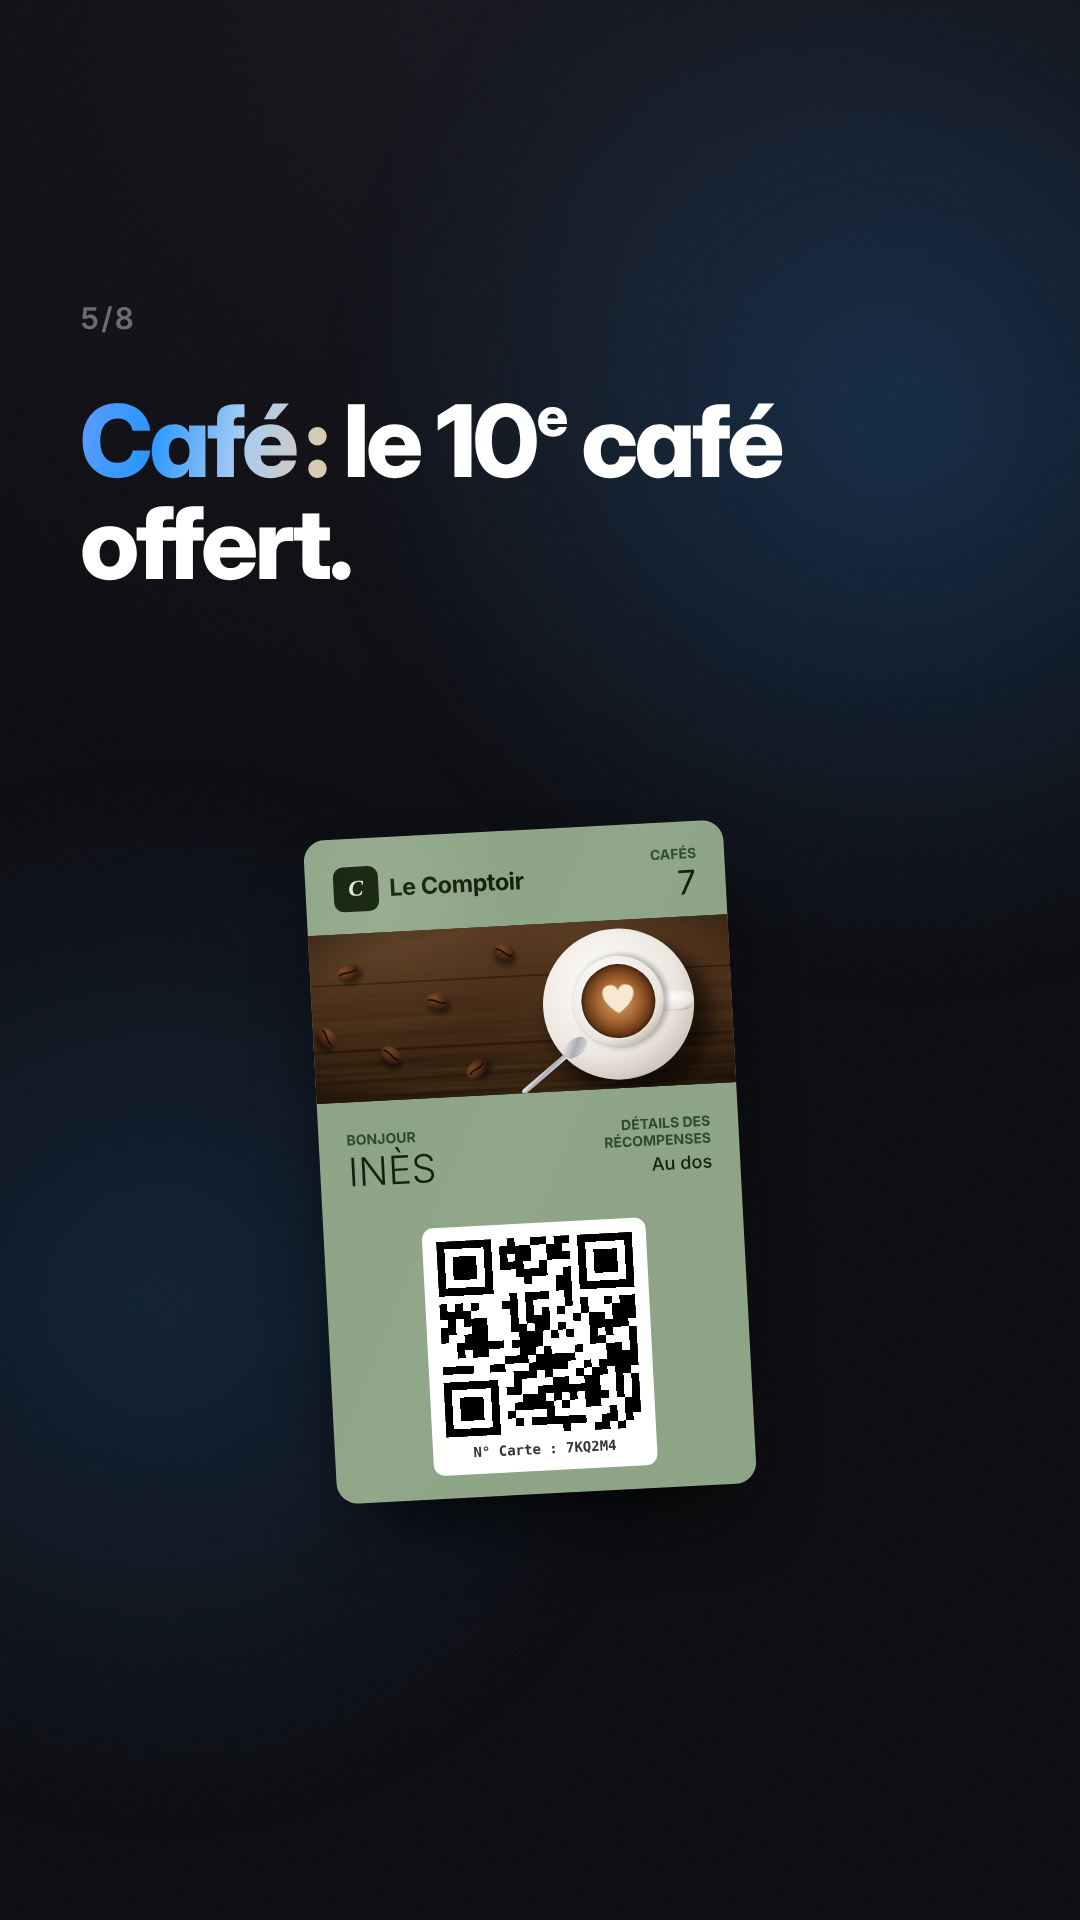 5/8
Café : le 10e café
offert.
C Le Comptoir
CAFÉS
7
BONJOUR
INÈS
DÉTAILS DES
RÉCOMPENSES
Au dos
N° Carte : 7KQ2M4